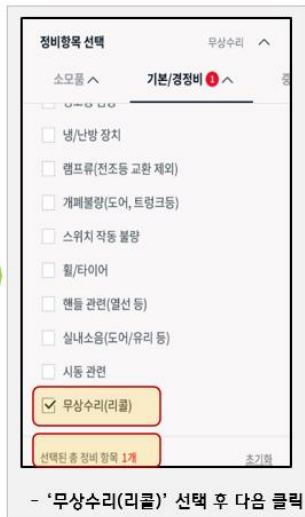 정비항목 선택 무상수리
소모품 기본/경정비 1
냉/난방 장치
램프류(전조등 교환 제외)
개폐불량(도어, 트렁크등)
스위치 작동 불량
휠/타이어
핸들 관련(열선 등)
실내소음(도어/유리 등)
시동 관련
무상수리(리콜)
선택된 총 정비 항목 1개 초기화
- ‘무상수리(리콜)’ 선택 후 다음 클릭